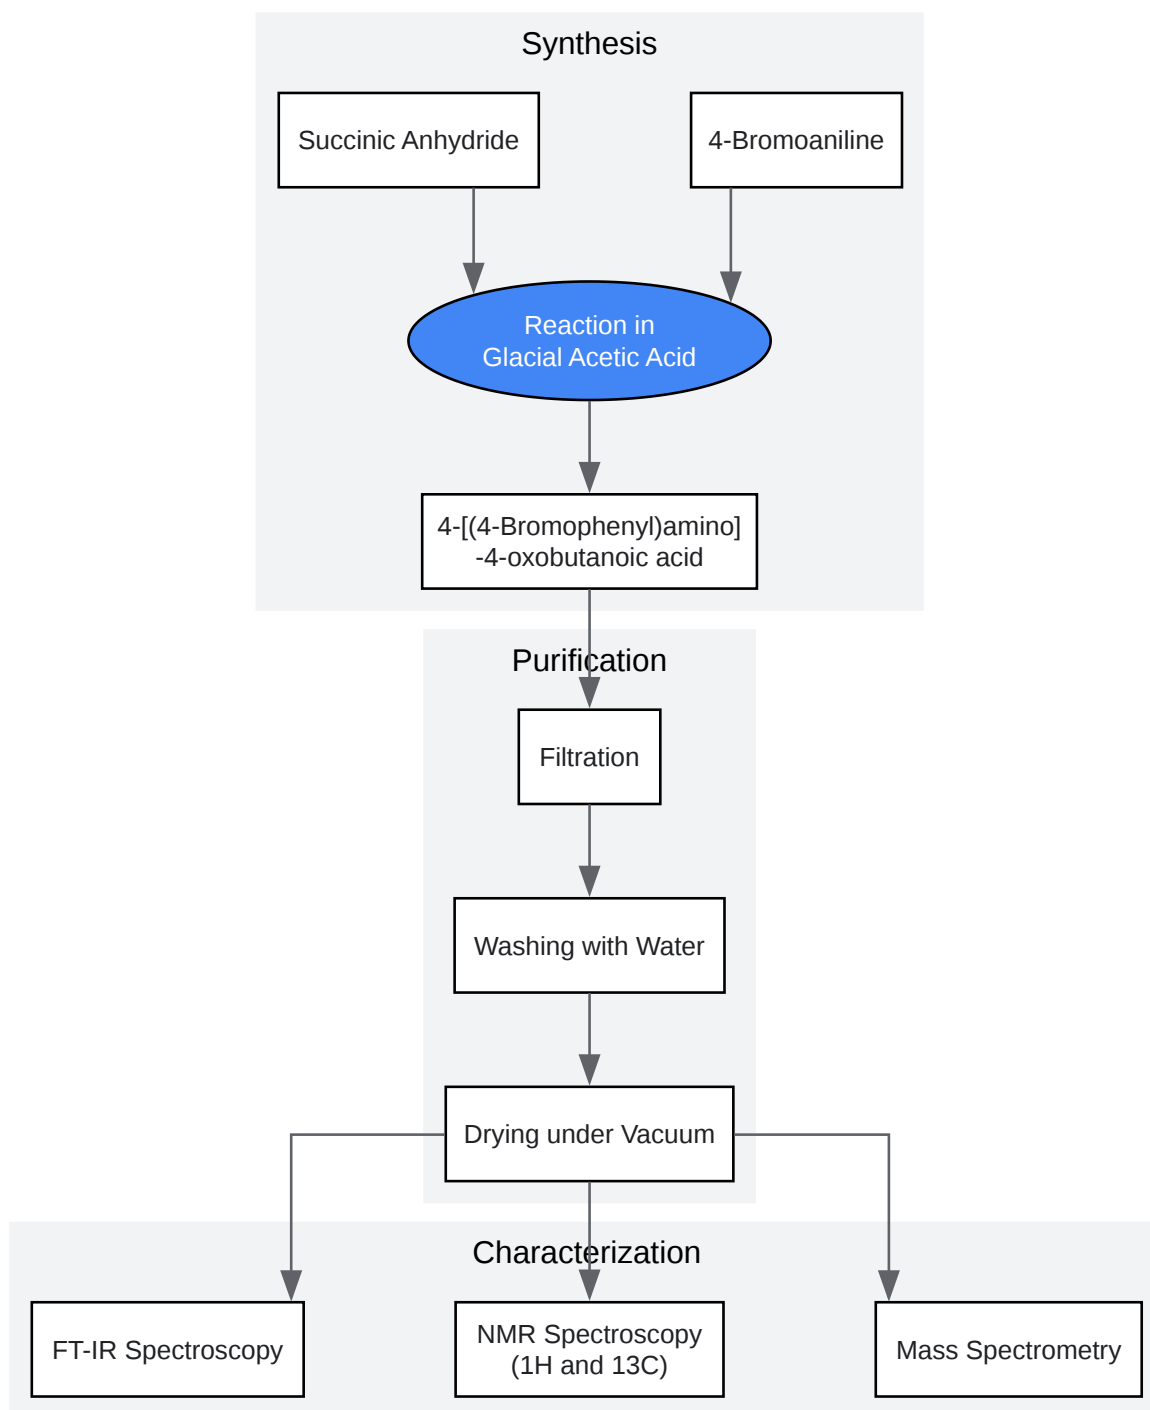 Synthesis
Succinic Anhydride
4-Bromoaniline
Reaction in
Glacial Acetic Acid
4-[(4-Bromophenyl)amino]
-4-oxobutanoic acid
Purification
Filtration
Washing with Water
Drying under Vacuum
Characterization
FT-IR Spectroscopy
NMR Spectroscopy
(1H and 13C)
Mass Spectrometry